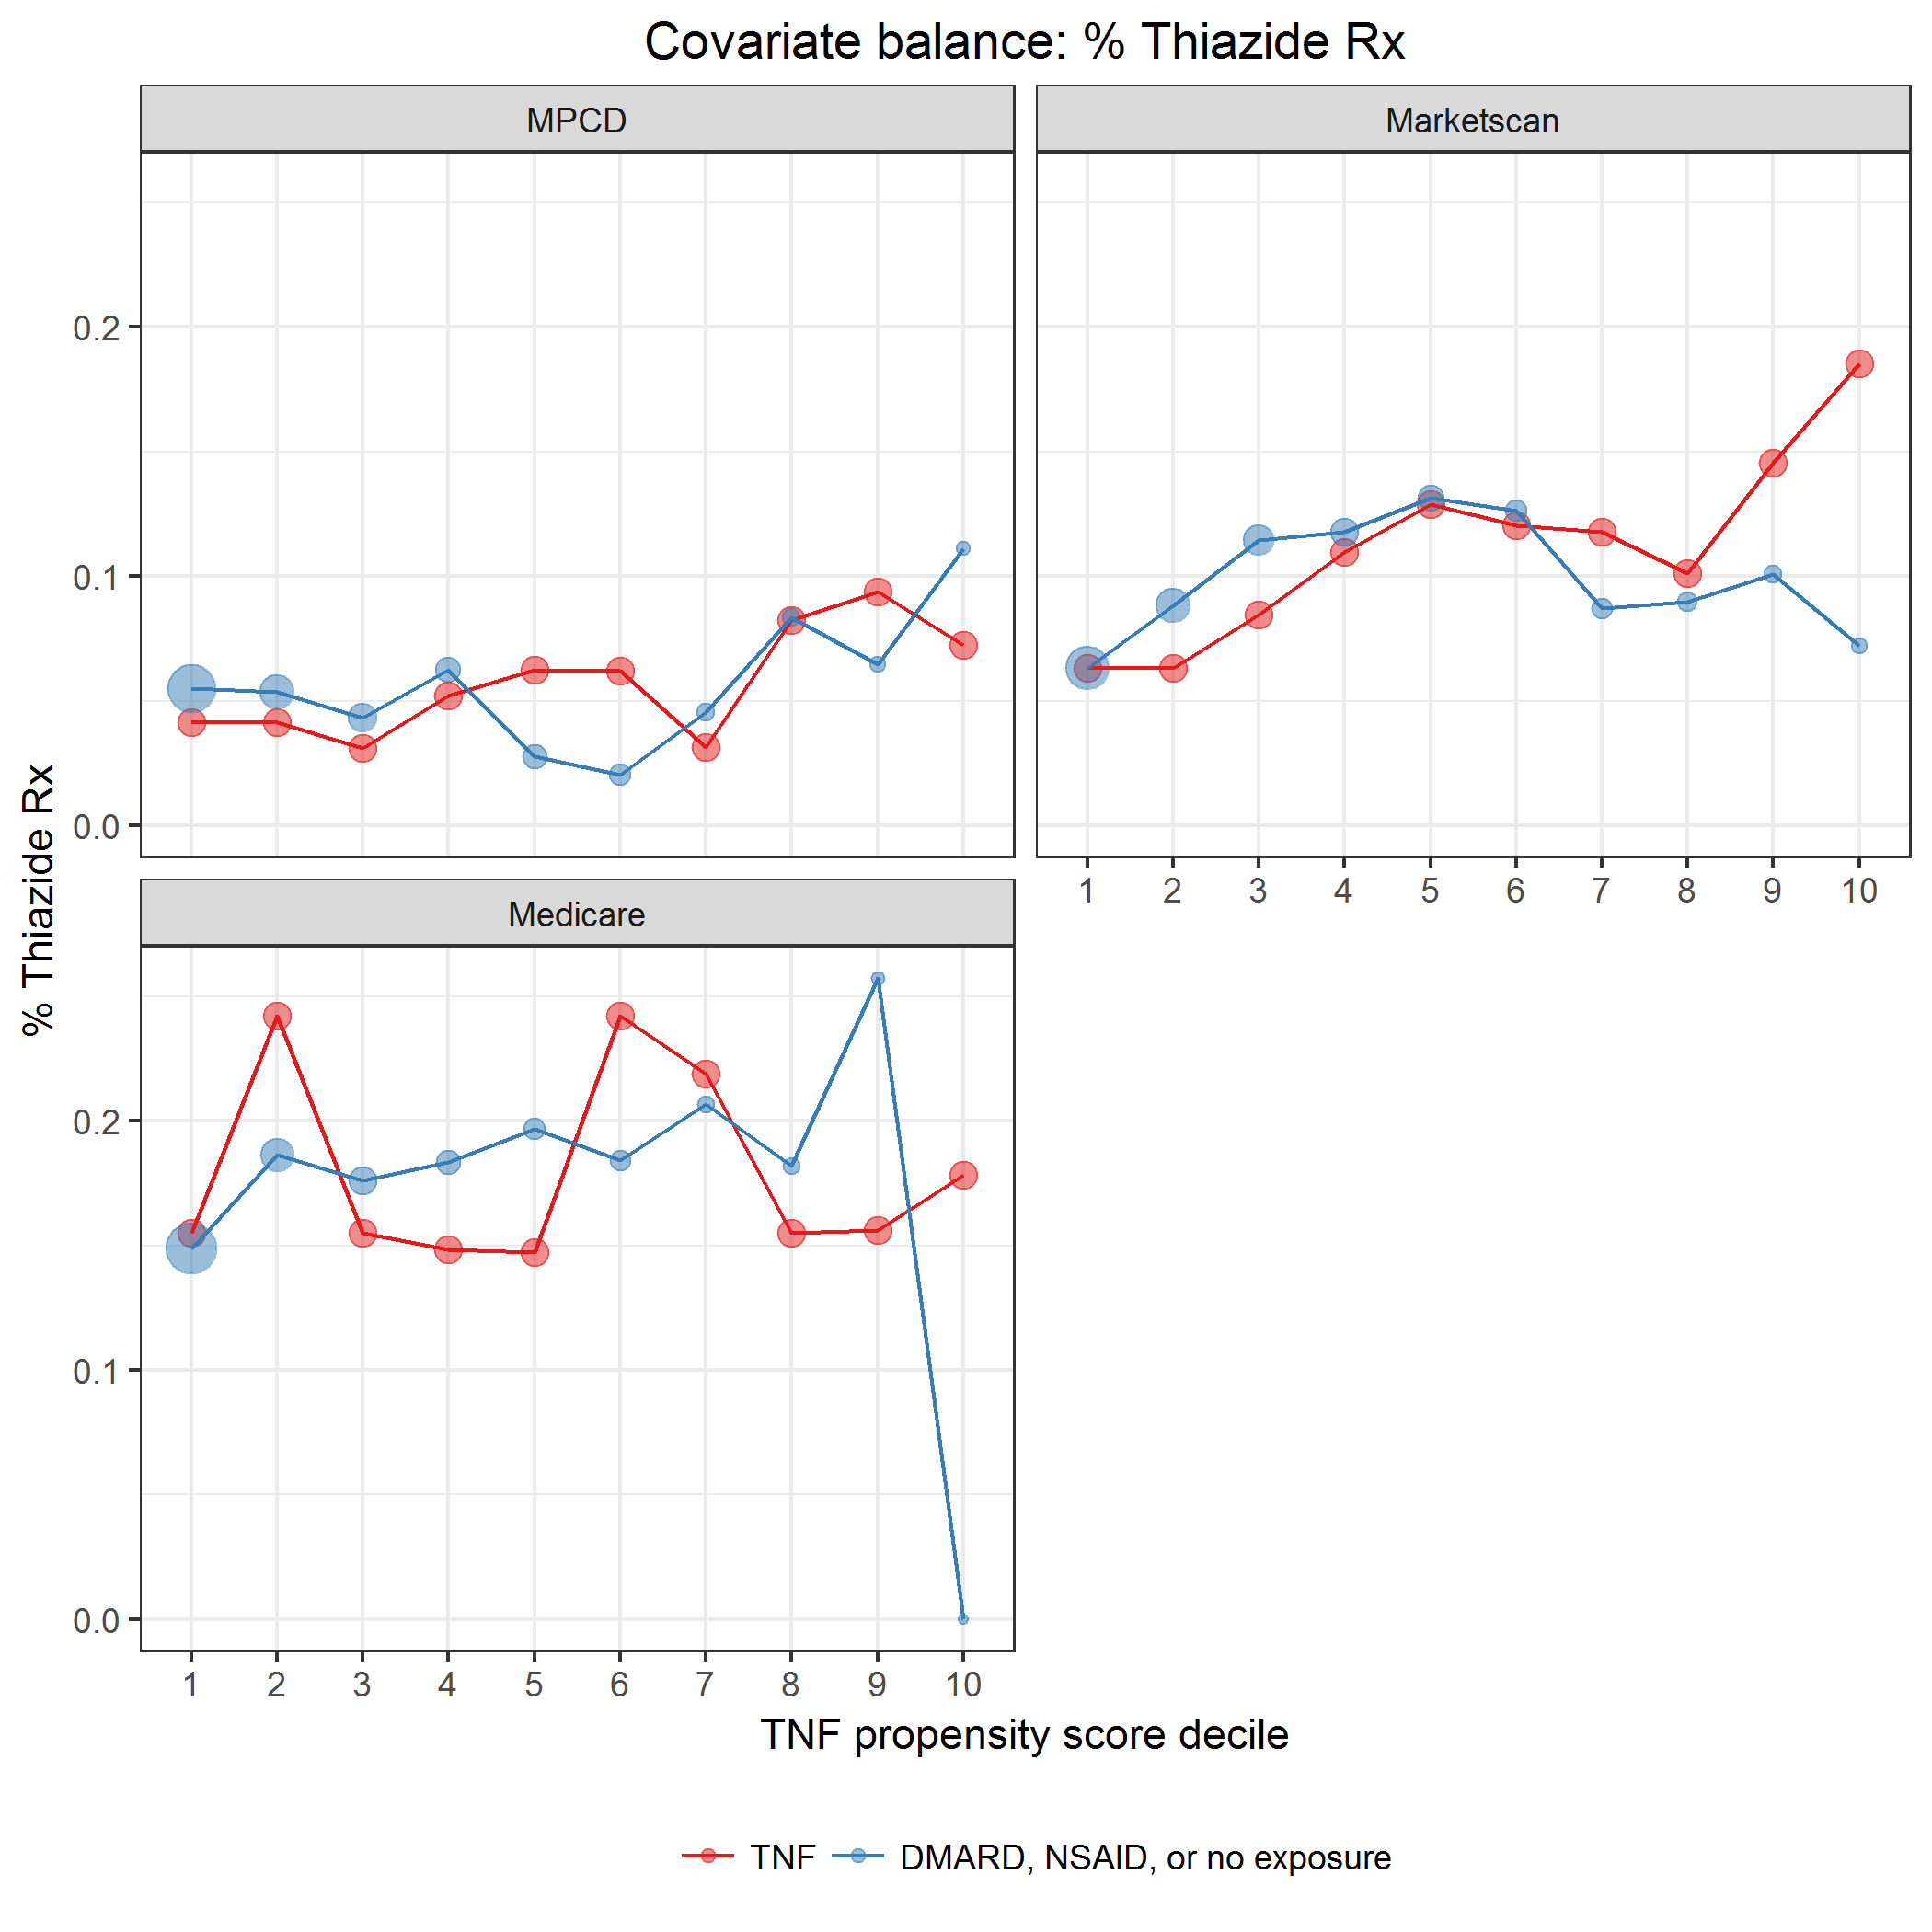 Covariate balance: % Thiazide Rx
MPCD
Marketscan
0.2
0.1
0.0
1 2 3 4 5 6 7 8 9 10
Medicare
0.2
0.1
0.0
1 2 3 4 5 6 7 8 9 10
% Thiazide Rx
TNF propensity score decile
TNF DMARD, NSAID, or no exposure